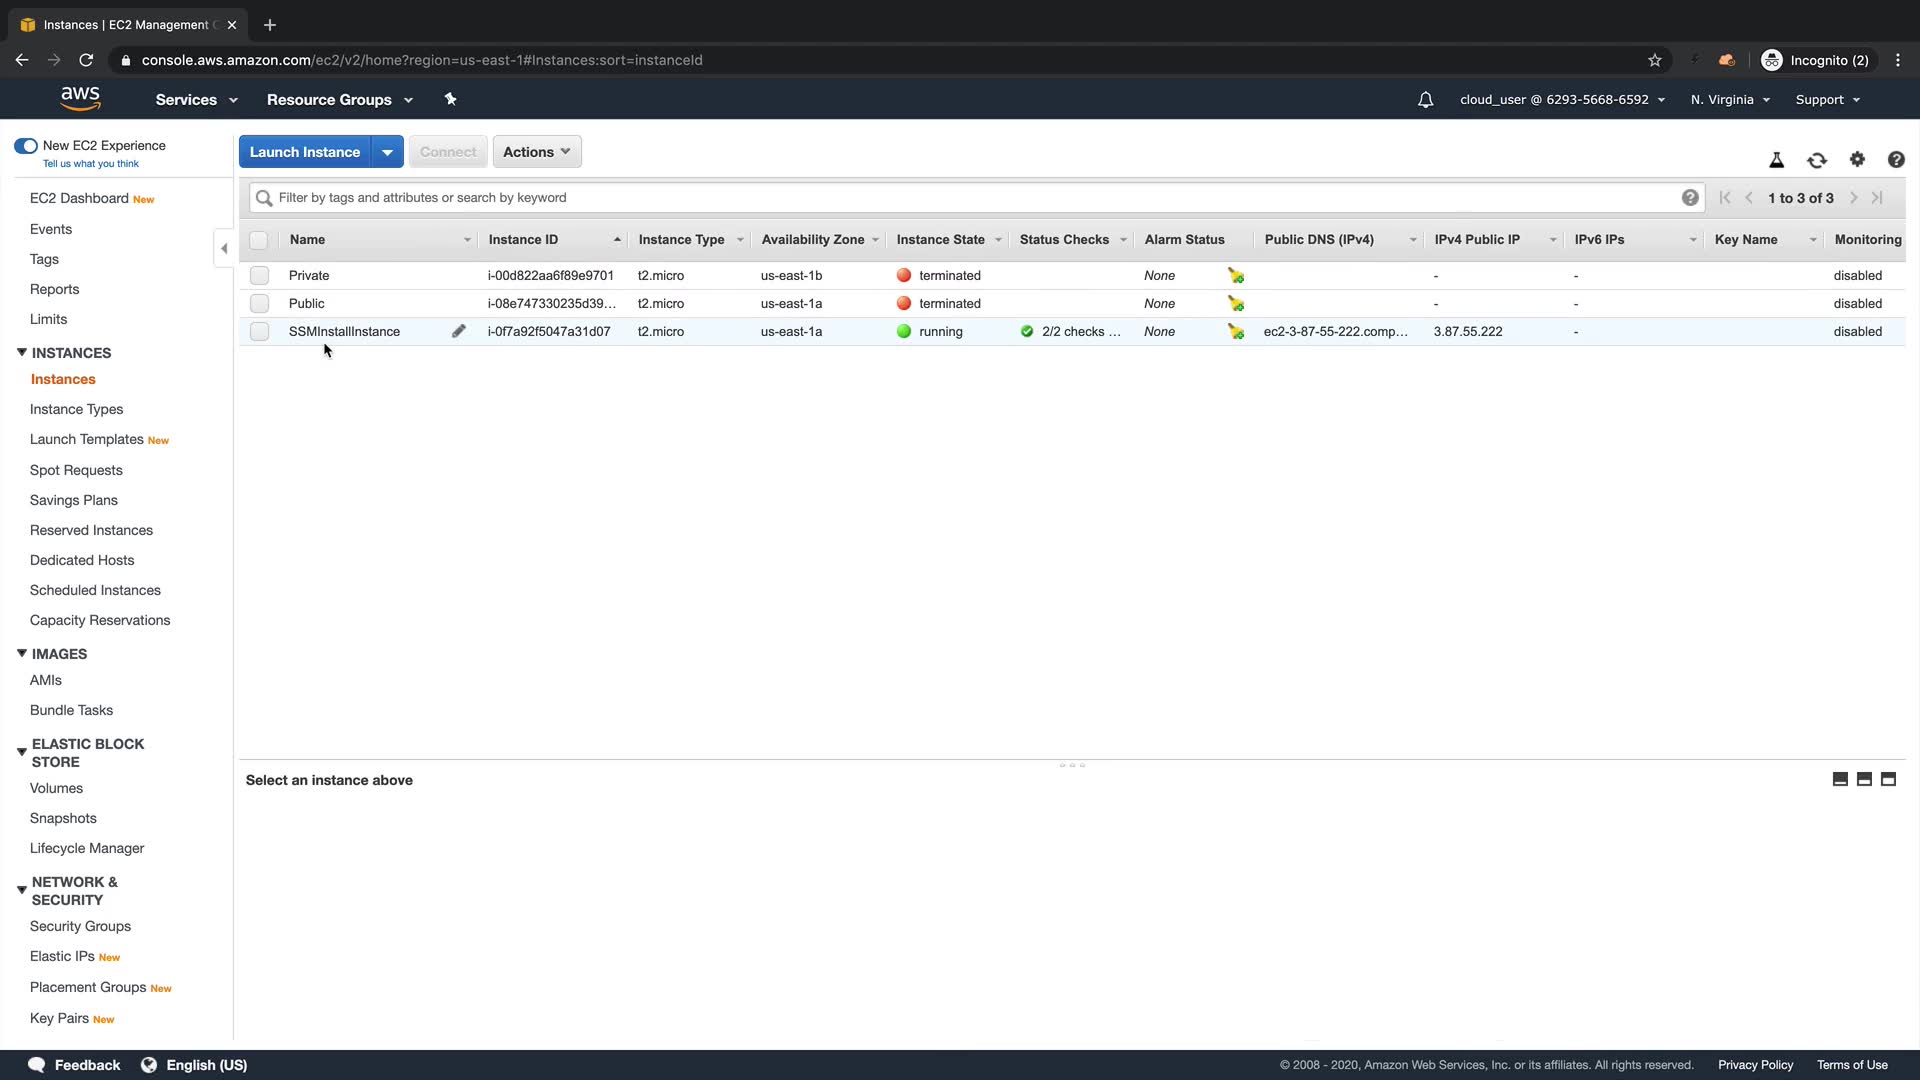 Instances | EC2 Management C
console.aws.amazon.com/ec2/v2/home?region=us-east-1#Instances:sort=instanceId
Incognito (2)
aws
Services
Resource Groups
cloud_user @ 6293-5668-6592
N. Virginia
Support
New EC2 Experience
Tell us what you think
EC2 Dashboard New
Events
Tags
Reports
Limits
INSTANCES
Instances
Instance Types
Launch Templates New
Spot Requests
Savings Plans
Reserved Instances
Dedicated Hosts
Scheduled Instances
Capacity Reservations
IMAGES
AMIs
Bundle Tasks
ELASTIC BLOCK
STORE
Volumes
Snapshots
Lifecycle Manager
NETWORK &
SECURITY
Security Groups
Elastic IPs New
Placement Groups New
Key Pairs New
Launch Instance
Connect
Actions
Filter by tags and attributes or search by keyword
1 to 3 of 3
Name Instance ID Instance Type Availability Zone Instance State Status Checks Alarm Status Public DNS (IPv4) IPv4 Public IP IPv6 IPs Key Name Monitoring
Private i-00d822aa6f89e9701 t2.micro us-east-1b terminated None - - disabled
Public i-08e747330235d39... t2.micro us-east-1a terminated None - - disabled
SSMInstallInstance i-0f7a92f5047a31d07 t2.micro us-east-1a running 2/2 checks ... None ec2-3-87-55-222.comp... 3.87.55.222 - disabled
Select an instance above
Feedback
English (US)
© 2008 - 2020, Amazon Web Services, Inc. or its affiliates. All rights reserved.
Privacy Policy
Terms of Use